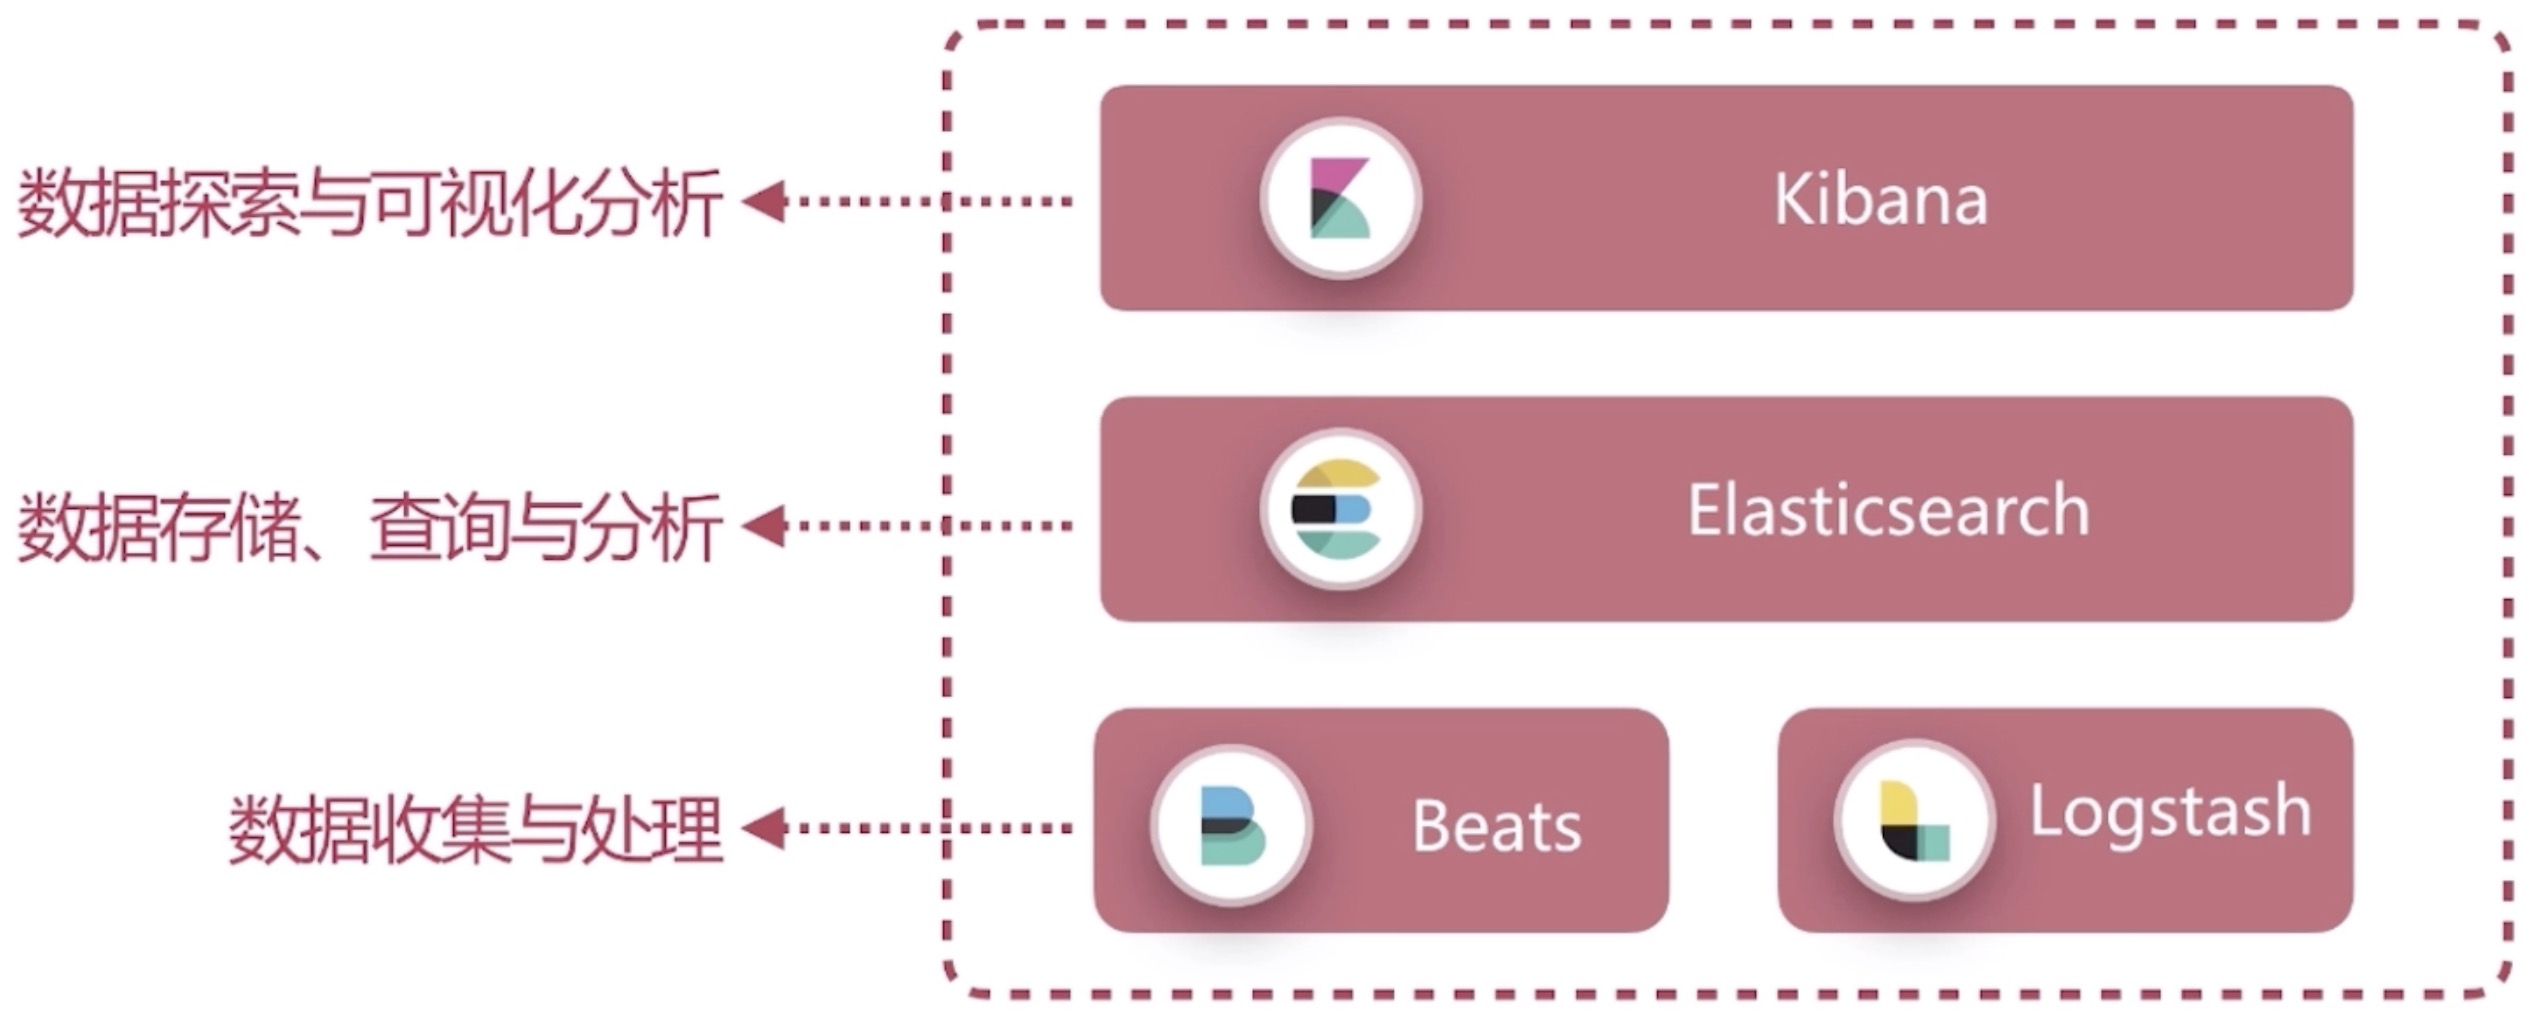 数据探索与可视化分析
Kibana
数据存储、查询与分析
Elasticsearch
数据收集与处理
Beats
Logstash